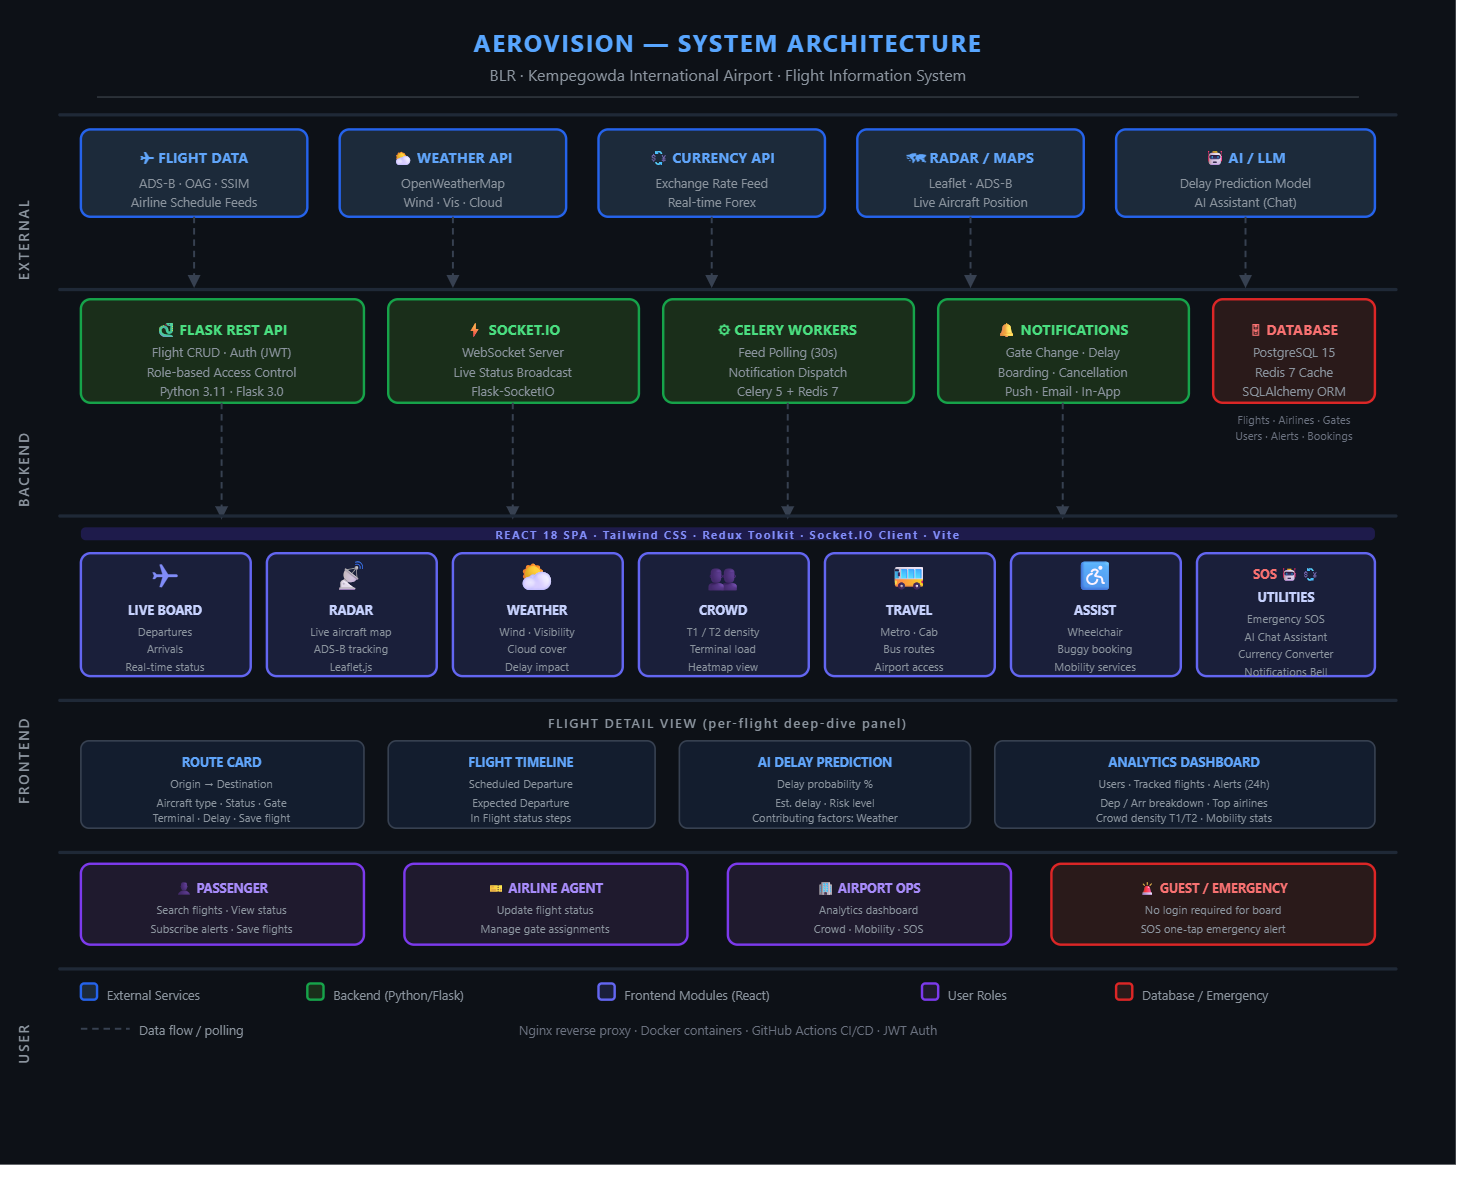 AEROVISION — SYSTEM ARCHITECTURE
BLR · Kempegowda International Airport · Flight Information System
EXTERNAL
FLIGHT DATA
ADS-B · OAG · SSIM
Airline Schedule Feeds
WEATHER API
OpenWeatherMap
Wind · Vis · Cloud
CURRENCY API
Exchange Rate Feed
Real-time Forex
RADAR / MAPS
Leaflet · ADS-B
Live Aircraft Position
AI / LLM
Delay Prediction Model
AI Assistant (Chat)
BACKEND
FLASK REST API
Flight CRUD · Auth (JWT)
Role-based Access Control
Python 3.11 · Flask 3.0
SOCKET.IO
WebSocket Server
Live Status Broadcast
Flask-SocketIO
CELERY WORKERS
Feed Polling (30s)
Notification Dispatch
Celery 5 + Redis 7
NOTIFICATIONS
Gate Change · Delay
Boarding · Cancellation
Push · Email · In-App
DATABASE
PostgreSQL 15
Redis 7 Cache
SQLAlchemy ORM
Flights · Airlines · Gates
Users · Alerts · Bookings
FRONTEND
REACT 18 SPA · Tailwind CSS · Redux Toolkit · Socket.IO Client · Vite
LIVE BOARD
Departures
Arrivals
Real-time status
RADAR
Live aircraft map
ADS-B tracking
Leaflet.js
WEATHER
Wind · Visibility
Cloud cover
Delay impact
CROWD
T1 / T2 density
Terminal load
Heatmap view
TRAVEL
Metro · Cab
Bus routes
Airport access
ASSIST
Wheelchair
Buggy booking
Mobility services
SOS
UTILITIES
Emergency SOS
AI Chat Assistant
Currency Converter
Notifications Bell
FLIGHT DETAIL VIEW (per-flight deep-dive panel)
ROUTE CARD
Origin → Destination
Aircraft type · Status · Gate
Terminal · Delay · Save flight
FLIGHT TIMELINE
Scheduled Departure
Expected Departure
In Flight status steps
AI DELAY PREDICTION
Delay probability %
Est. delay · Risk level
Contributing factors: Weather
ANALYTICS DASHBOARD
Users · Tracked flights · Alerts (24h)
Dep / Arr breakdown · Top airlines
Crowd density T1/T2 · Mobility stats
PASSENGER
Search flights · View status
Subscribe alerts · Save flights
AIRLINE AGENT
Update flight status
Manage gate assignments
AIRPORT OPS
Analytics dashboard
Crowd · Mobility · SOS
GUEST / EMERGENCY
No login required for board
SOS one-tap emergency alert
USER
External Services
Backend (Python/Flask)
Frontend Modules (React)
User Roles
Database / Emergency
Data flow / polling
Nginx reverse proxy · Docker containers · GitHub Actions CI/CD · JWT Auth